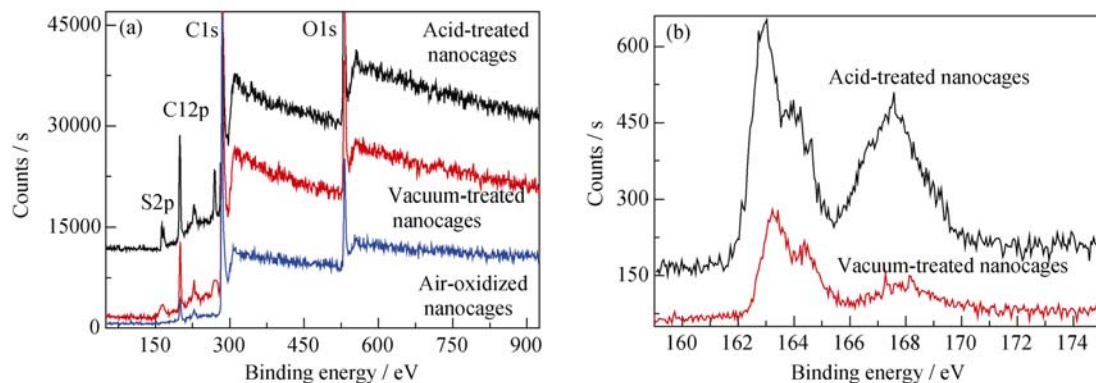 (a)
C1s
O1s
Acid-treated
nanocages
C12p
S2p
Vacuum-treated
nanocages
Air-oxidized
nanocages
45000
30000
15000
0
150 300 450 600 750 900
Counts / s
Binding energy / eV
(b)
Acid-treated nanocages
Vacuum-treated nanocages
600
450
300
150
160 162 164 166 168 170 172 174
Counts / s
Binding energy / eV